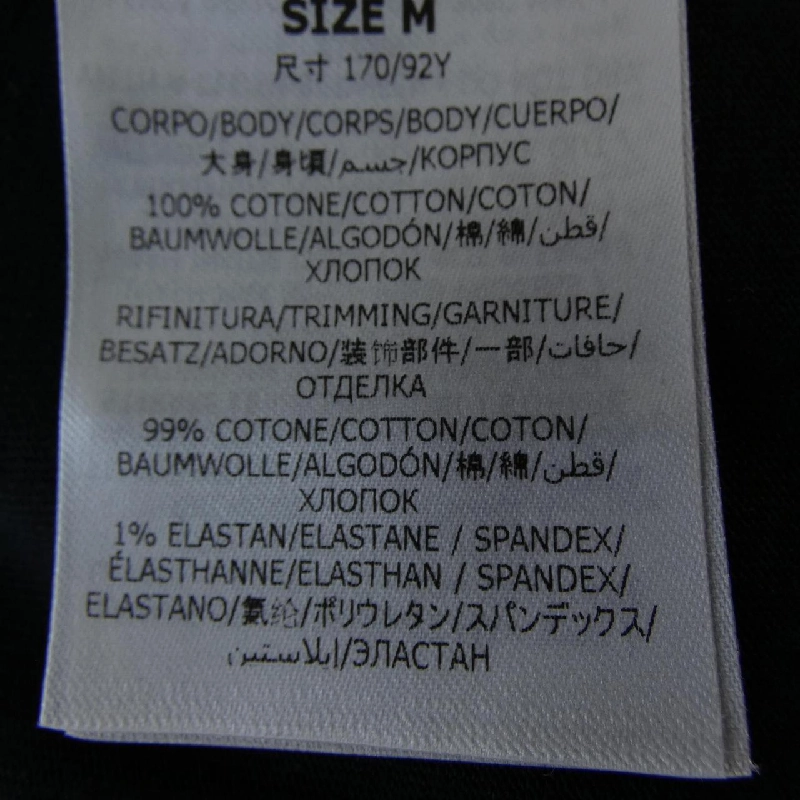 SIZE M
尺寸 170/92Y
CORPO/BODY/CORPS/BODY/CUERPO/
大身/身頃/جسم/КОРПУС
100% COTONE/COTTON/COTON/
BAUMWOLLE/ALGODÓN/棉/綿/قطن/
ХЛОПОК
RIFINITURA/TRIMMING/GARNITURE/
BESATZ/ADORNO/装饰部件/一部/حافات/
ОТДЕЛКА
99% COTONE/COTTON/COTON/
BAUMWOLLE/ALGODÓN/棉/綿/قطن/
ХЛОПОК
1% ELASTAN/ELASTANE / SPANDEX/
ÉLASTHANNE/ELASTHAN / SPANDEX/
ELASTANO/氨纶/ポリウレタン/スパンデックス/
إيلاستين/ЭЛАСТАН